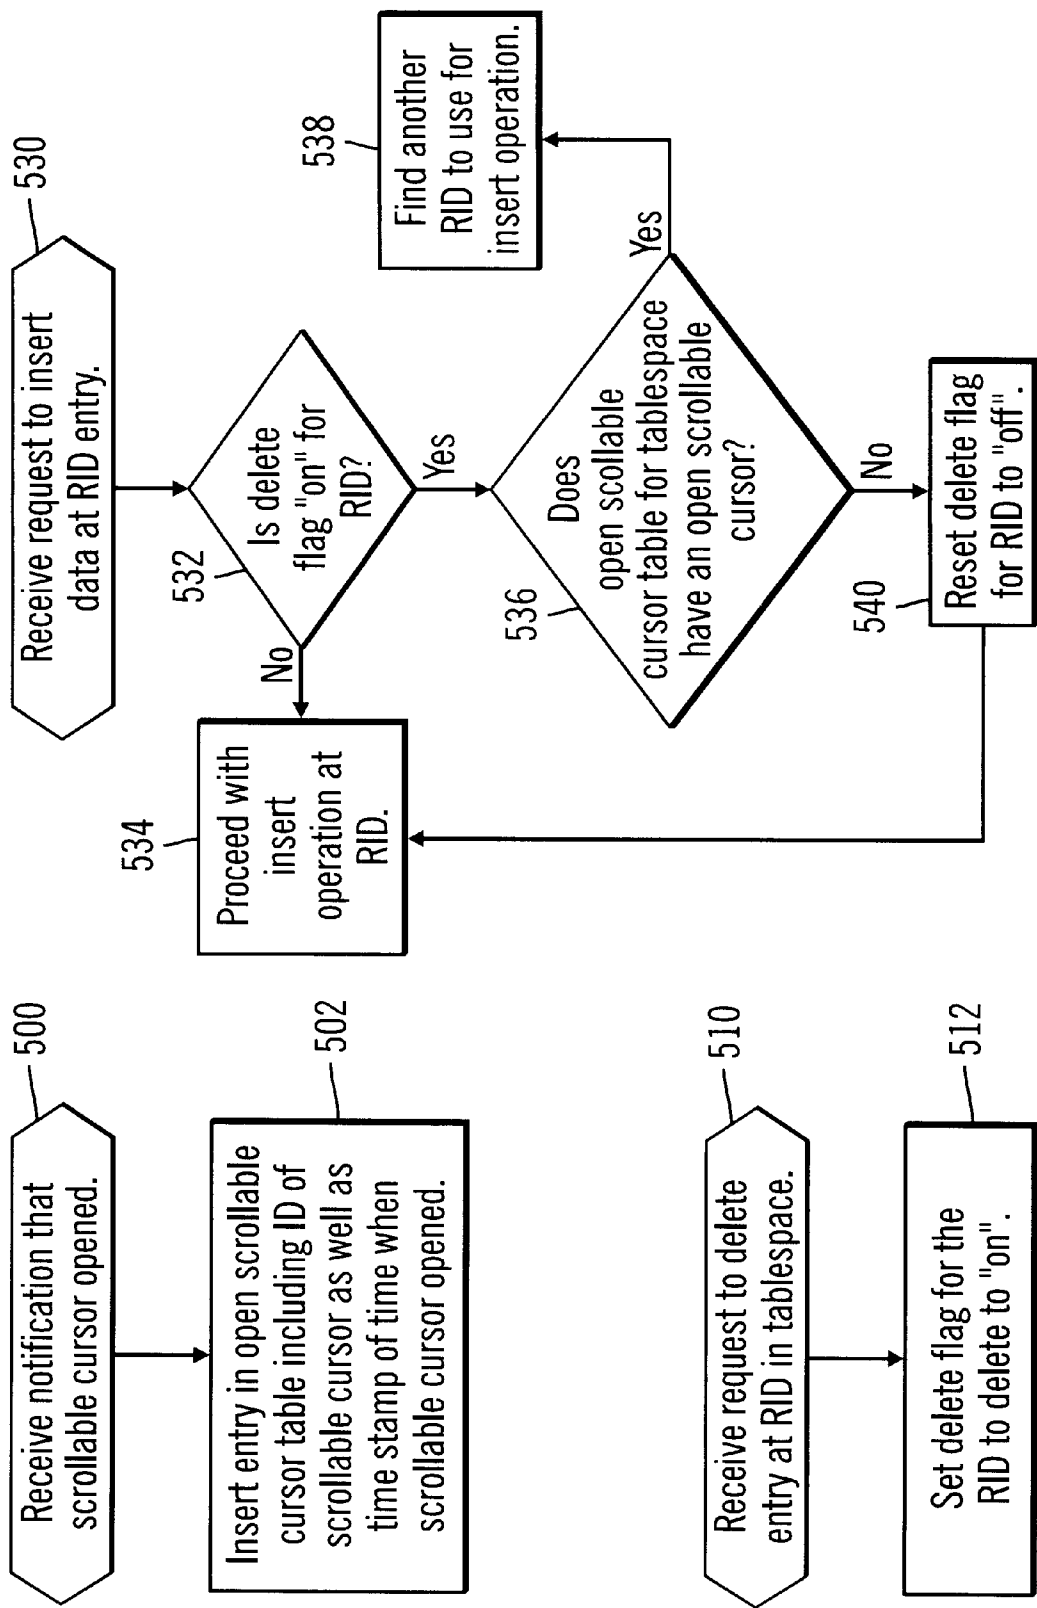 500
Receive notification that
scrollable cursor opened.
502
Insert entry in open scrollable
cursor table including ID of
scrollable cursor as well as
time stamp of time when
scrollable cursor opened.
510
Receive request to delete
entry at RID in tablespace.
512
Set delete flag for the
RID to delete to "on".
530
Receive request to insert
data at RID entry.
532
Is delete
flag "on" for
RID?
No
Yes
534
Proceed with
insert
operation at
RID.
536
Does
open scollable
cursor table for tablespace
have an open scrollable
cursor?
Yes
No
538
Find another
RID to use for
insert operation.
540
Reset delete flag
for RID to "off".